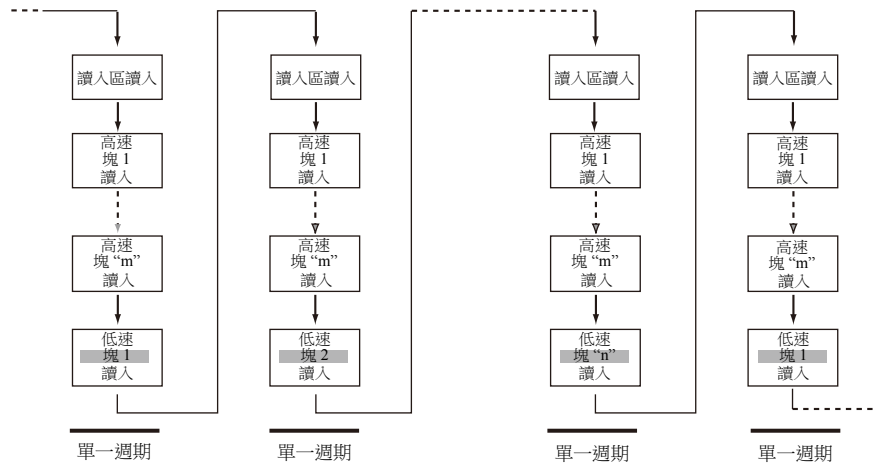 讀入區讀入
高速
塊 1
讀入
高速
塊 “m”
讀入
低速
塊 1
讀入
單一週期
讀入區讀入
高速
塊 1
讀入
高速
塊 “m”
讀入
低速
塊 2
讀入
單一週期
讀入區讀入
高速
塊 1
讀入
高速
塊 “m”
讀入
低速
塊 “n”
讀入
單一週期
讀入區讀入
高速
塊 1
讀入
高速
塊 “m”
讀入
低速
塊 1
讀入
單一週期